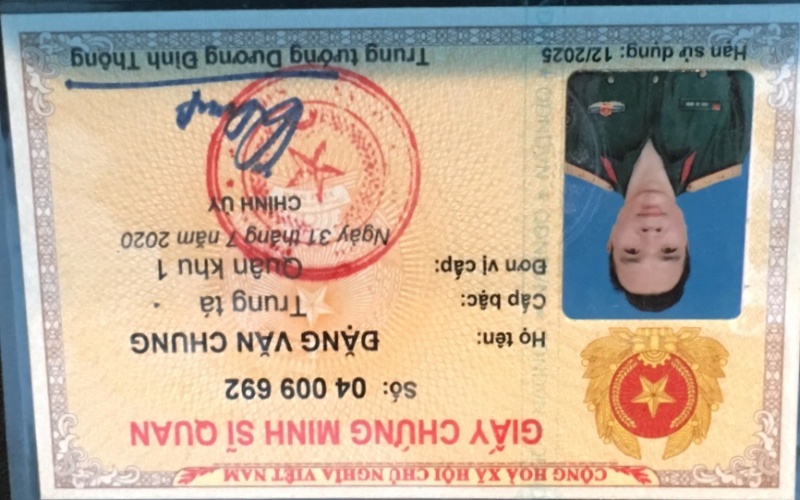 CỘNG HOÀ XÃ HỘI CHỦ NGHĨA VIỆT NAM
GIẤY CHỨNG MINH SĨ QUAN
Số: 04 009 692
Họ tên: ĐẶNG VĂN CHUNG
Cấp bậc: Trung tá
Đơn vị cấp: Quân khu 1
Ngày 31 tháng 7 năm 2020
CHÍNH ỦY
Hạn sử dụng: 12/2025
Trung tướng Dương Đình Thông